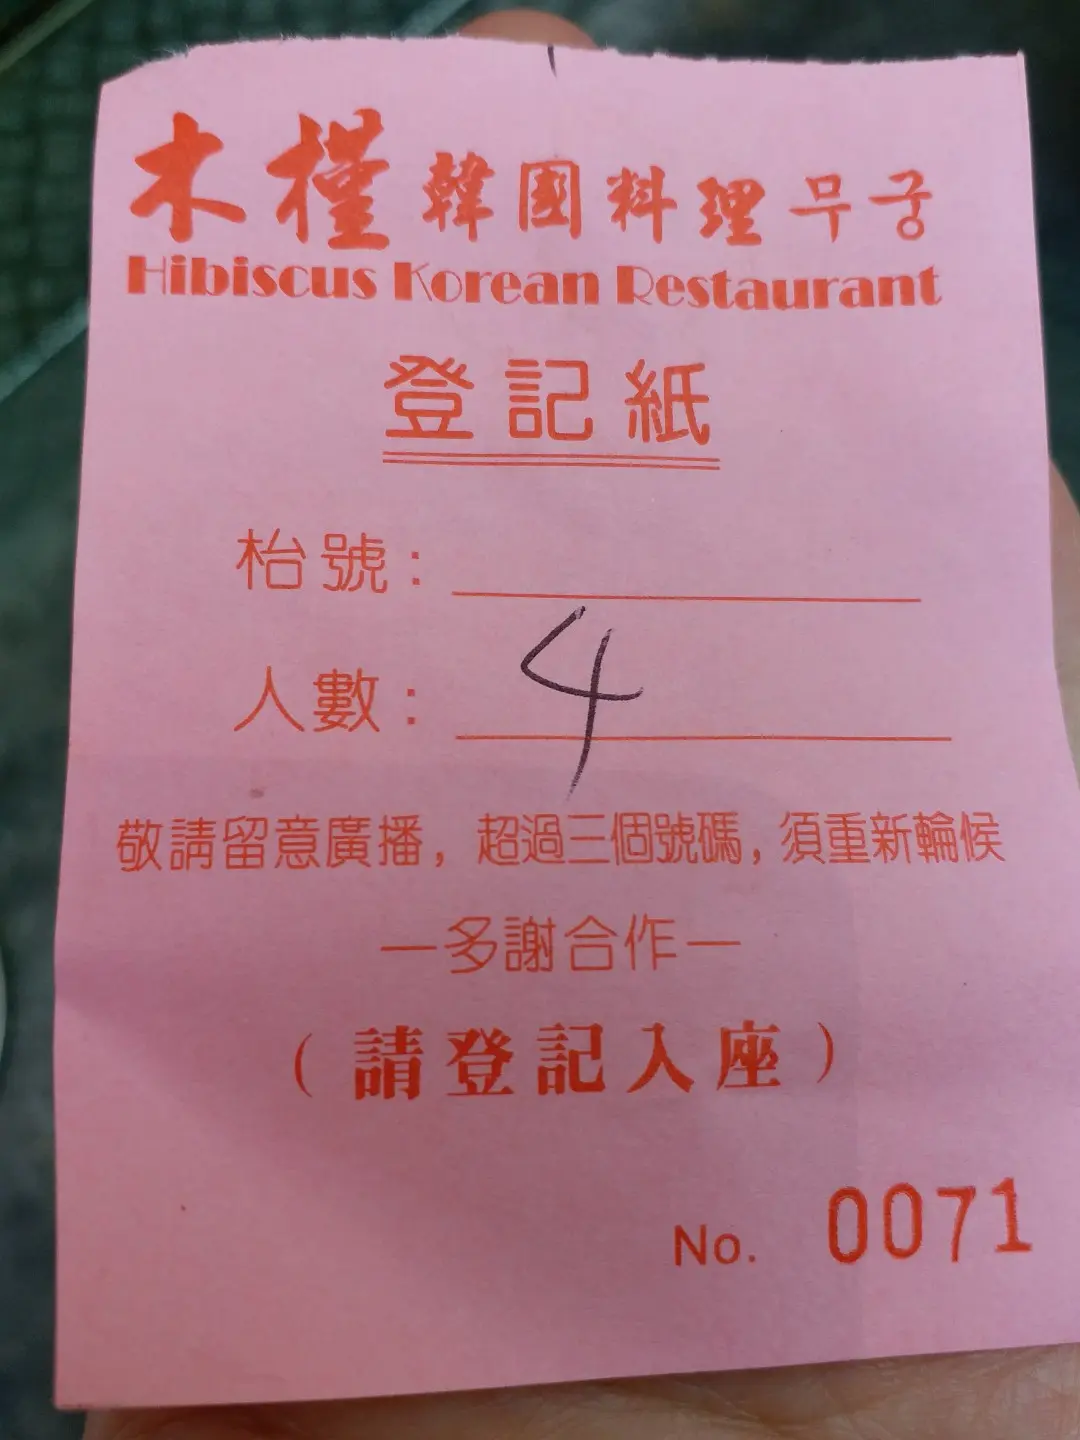 木槿韓國料理 무궁
Hibiscus Korean Restaurant
登記紙
枱號：
人數：4
敬請留意廣播，超過三個號碼，須重新輪候
—多謝合作—
（請登記入座）
No. 0071